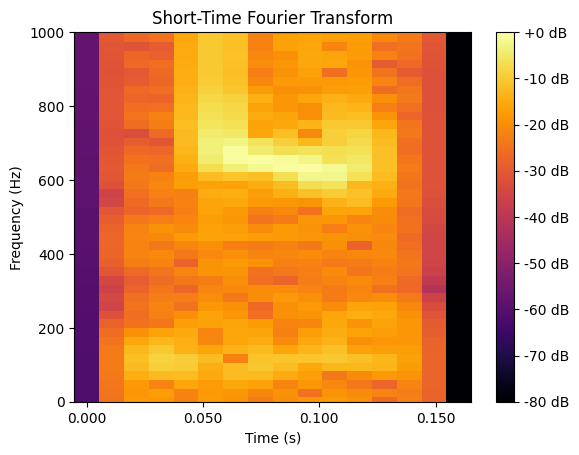 Short-Time Fourier Transform
1000
800
600
400
200
0
Frequency (Hz)
0.000
0.050
0.100
0.150
Time (s)
+0 dB
-10 dB
-20 dB
-30 dB
-40 dB
-50 dB
-60 dB
-70 dB
-80 dB